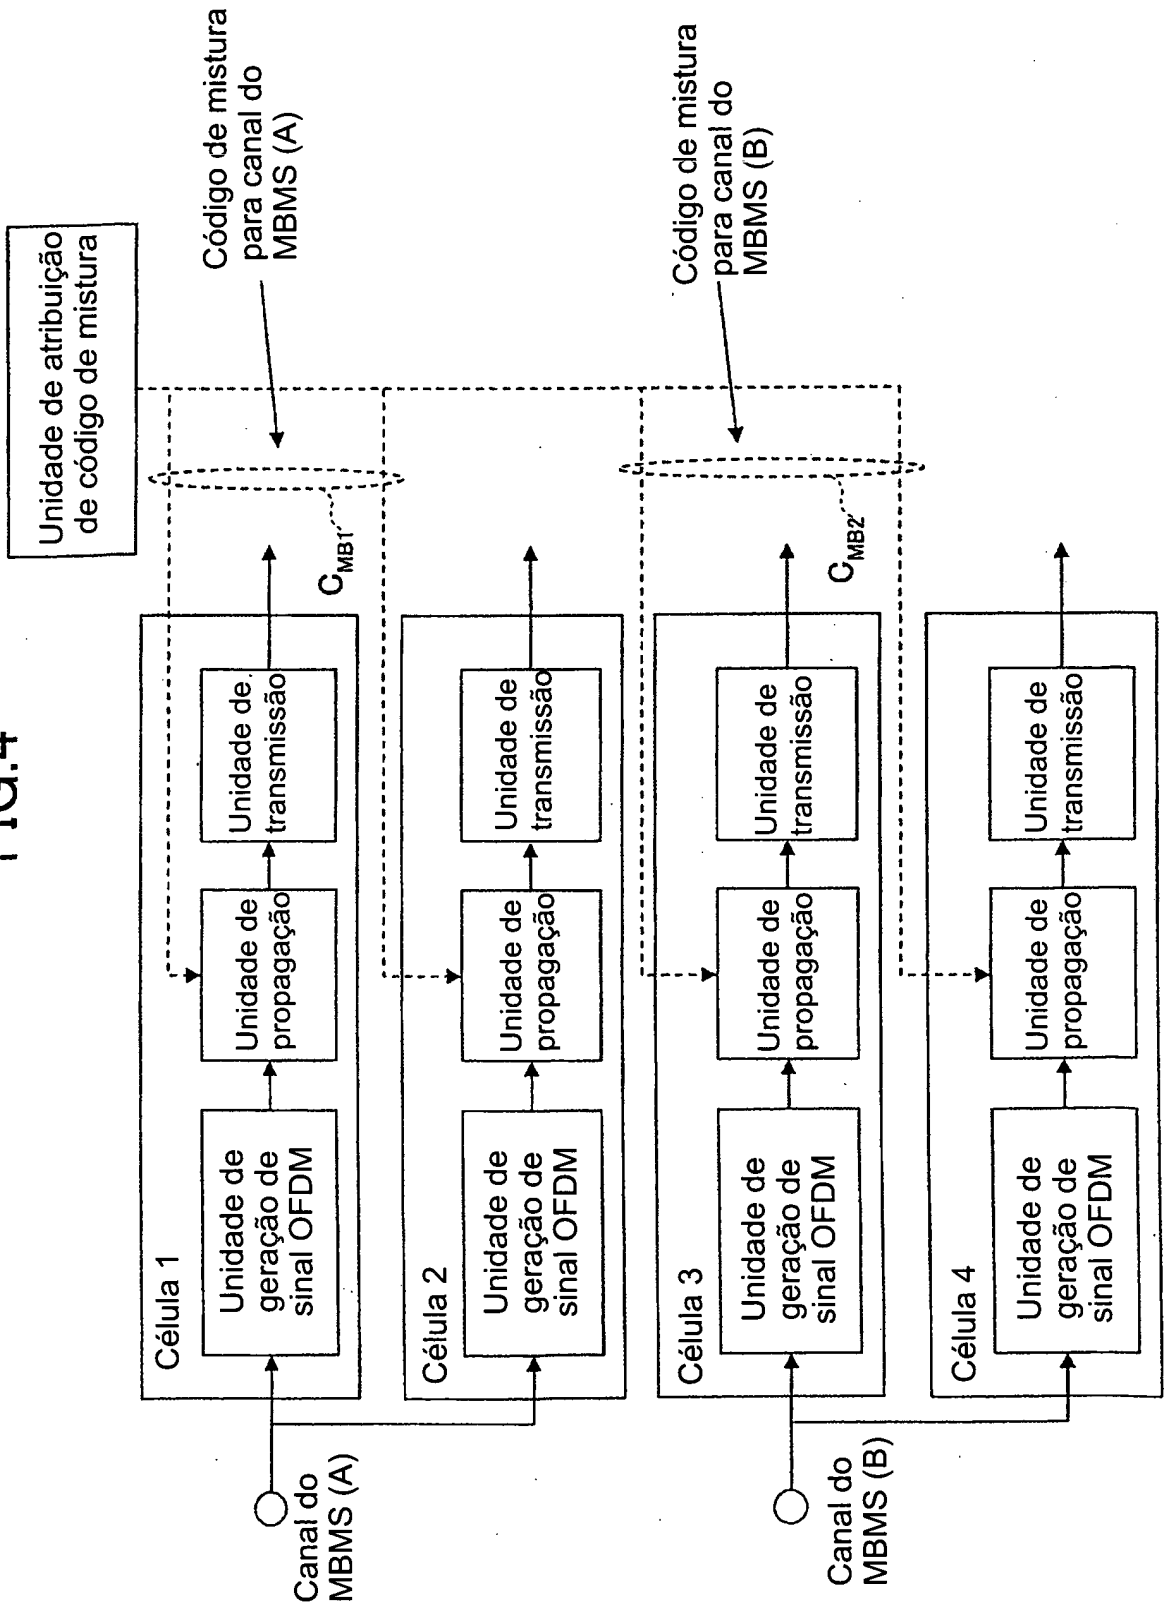 FIG.4
Unidade de atribuição
de código de mistura
Canal do
MBMS (A)
Célula 1
Unidade de
geração de
sinal OFDM
Unidade de
propagação
Unidade de
transmissão
CMB1
Código de mistura
para canal do
MBMS (A)
Célula 2
Unidade de
geração de
sinal OFDM
Unidade de
propagação
Unidade de
transmissão
Canal do
MBMS (B)
Célula 3
Unidade de
geração de
sinal OFDM
Unidade de
propagação
Unidade de
transmissão
CMB2
Código de mistura
para canal do
MBMS (B)
Célula 4
Unidade de
geração de
sinal OFDM
Unidade de
propagação
Unidade de
transmissão